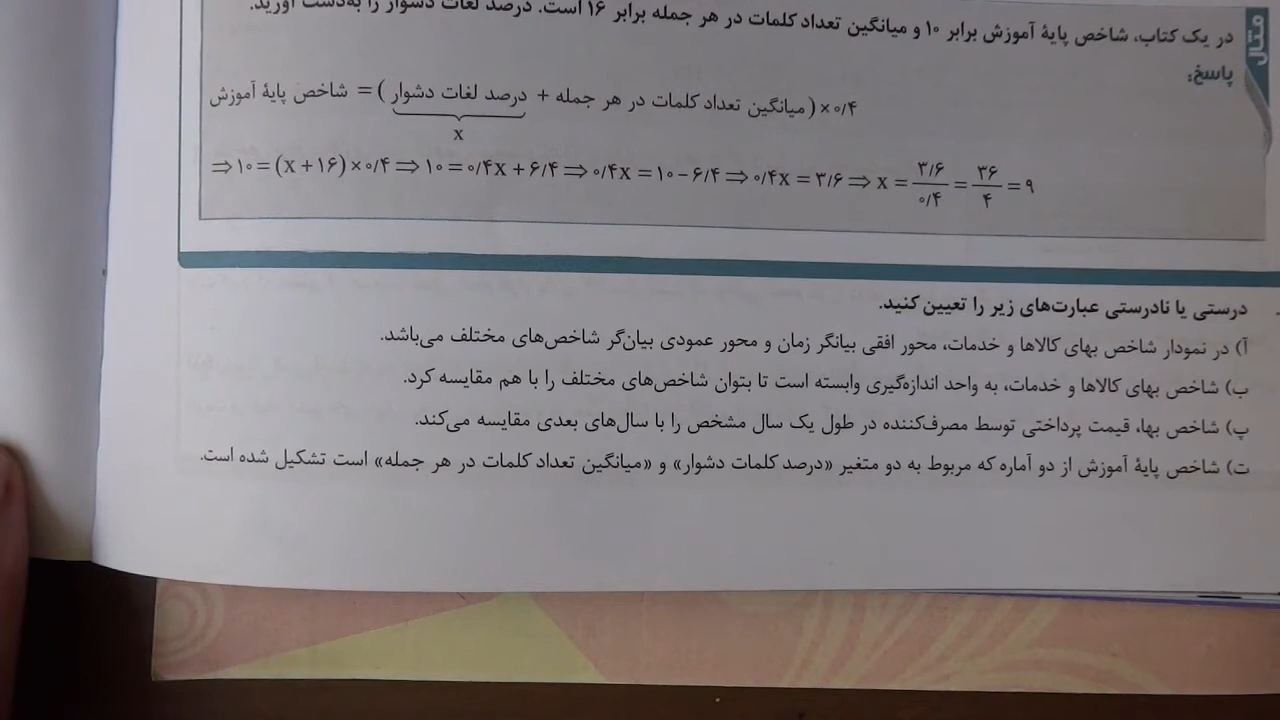 مثال
در یک کتاب، شاخص پایهٔ آموزش برابر ۱۰ و میانگین تعداد کلمات در هر جمله برابر ۱۶ است. درصد لغات دشوار را به‌دست آورید.
پاسخ:
شاخص پایهٔ آموزش = (درصد لغات دشوار + میانگین تعداد کلمات در هر جمله) × ۰/۴
x
⇒ ۱۰ = (x + ۱۶) × ۰/۴ ⇒ ۱۰ = ۰/۴x + ۶/۴ ⇒ ۰/۴x = ۱۰ − ۶/۴ ⇒ ۰/۴x = ۳/۶ ⇒ x = ۳/۶ / ۰/۴ = ۳۶ / ۴ = ۹
درستی یا نادرستی عبارت‌های زیر را تعیین کنید.
آ) در نمودار شاخص بهای کالاها و خدمات، محور افقی بیانگر زمان و محور عمودی بیان‌گر شاخص‌های مختلف می‌باشد.
ب) شاخص بهای کالاها و خدمات، به واحد اندازه‌گیری وابسته است تا بتوان شاخص‌های مختلف را با هم مقایسه کرد.
پ) شاخص بها، قیمت پرداختی توسط مصرف‌کننده در طول یک سال مشخص را با سال‌های بعدی مقایسه می‌کند.
ت) شاخص پایهٔ آموزش از دو آماره که مربوط به دو متغیر «درصد کلمات دشوار» و «میانگین تعداد کلمات در هر جمله» است تشکیل شده است.